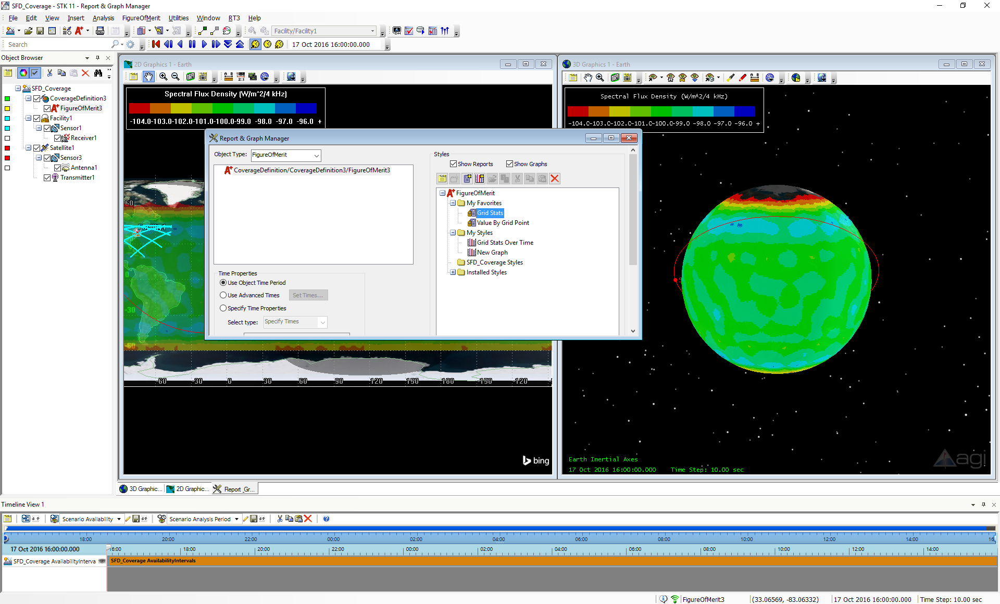 SFD_Coverage - STK 11 - Report & Graph Manager
File Edit View Insert Analysis FigureOfMerit Utilities Window RT3 Help
Facility/Facility1
Search
17 Oct 2016 16:00:00.000
Object Browser
SFD_Coverage
CoverageDefinition3
FigureOfMerit3
Facility1
Sensor1
Receiver1
Satellite1
Sensor3
Antenna1
Transmitter1
2D Graphics 1 - Earth
Spectral Flux Density (W/m^2/4 kHz)
-104.0-103.0-102.0-101.0-100.0-99.0 -98.0 -97.0 -96.0 +
60
0
-30
-60
-60 -30 0 30 60 90 120 150 180 -150 -120
bing
3D Graphics 1 - Earth
Spectral Flux Density (W/m^2/4 kHz)
-104.0-103.0-102.0-101.0-100.0-99.0 -98.0 -97.0 -96.0 +
Earth Inertial Axes
17 Oct 2016 16:00:00.000 Time Step: 10.00 sec
agi
Report & Graph Manager
Object Type: FigureOfMerit
CoverageDefinition/CoverageDefinition3/FigureOfMerit3
Time Properties
Use Object Time Period
Use Advanced Times Set Times...
Specify Time Properties
Select type: Specify Times
Styles
Show Reports Show Graphs
FigureOfMerit
My Favorites
Grid Stats
Value By Grid Point
My Styles
Grid Stats Over Time
New Graph
SFD_Coverage Styles
Installed Styles
3D Graphic... 2D Graphic... Report_Gr...
Timeline View 1
Scenario Availability Scenario Analysis Period
18:00 20:00 22:00 00:00 02:00 04:00 06:00 08:00 10:00 12:00 14:00 16
17 Oct 2016 16:00:00.000 16:00 18:00 20:00 22:00 00:00 02:00 04:00 06:00 08:00 10:00 12:00 14:00
SFD_Coverage AvailabilityInterva SFD_Coverage AvailabilityIntervals
FigureOfMerit3 (33.06569, -83.06332) 17 Oct 2016 16:00:00.000 Time Step: 10.00 sec